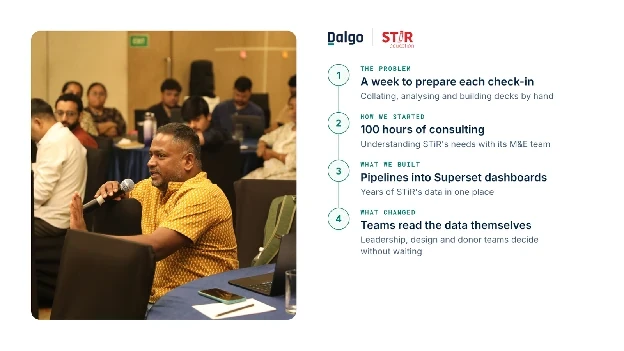 EXIT
Dalgo
STiR
education
1
THE PROBLEM
A week to prepare each check-in
Collating, analysing and building decks by hand
2
HOW WE STARTED
100 hours of consulting
Understanding STiR's needs with its M&E team
3
WHAT WE BUILT
Pipelines into Superset dashboards
Years of STiR's data in one place
4
WHAT CHANGED
Teams read the data themselves
Leadership, design and donor teams decide
without waiting